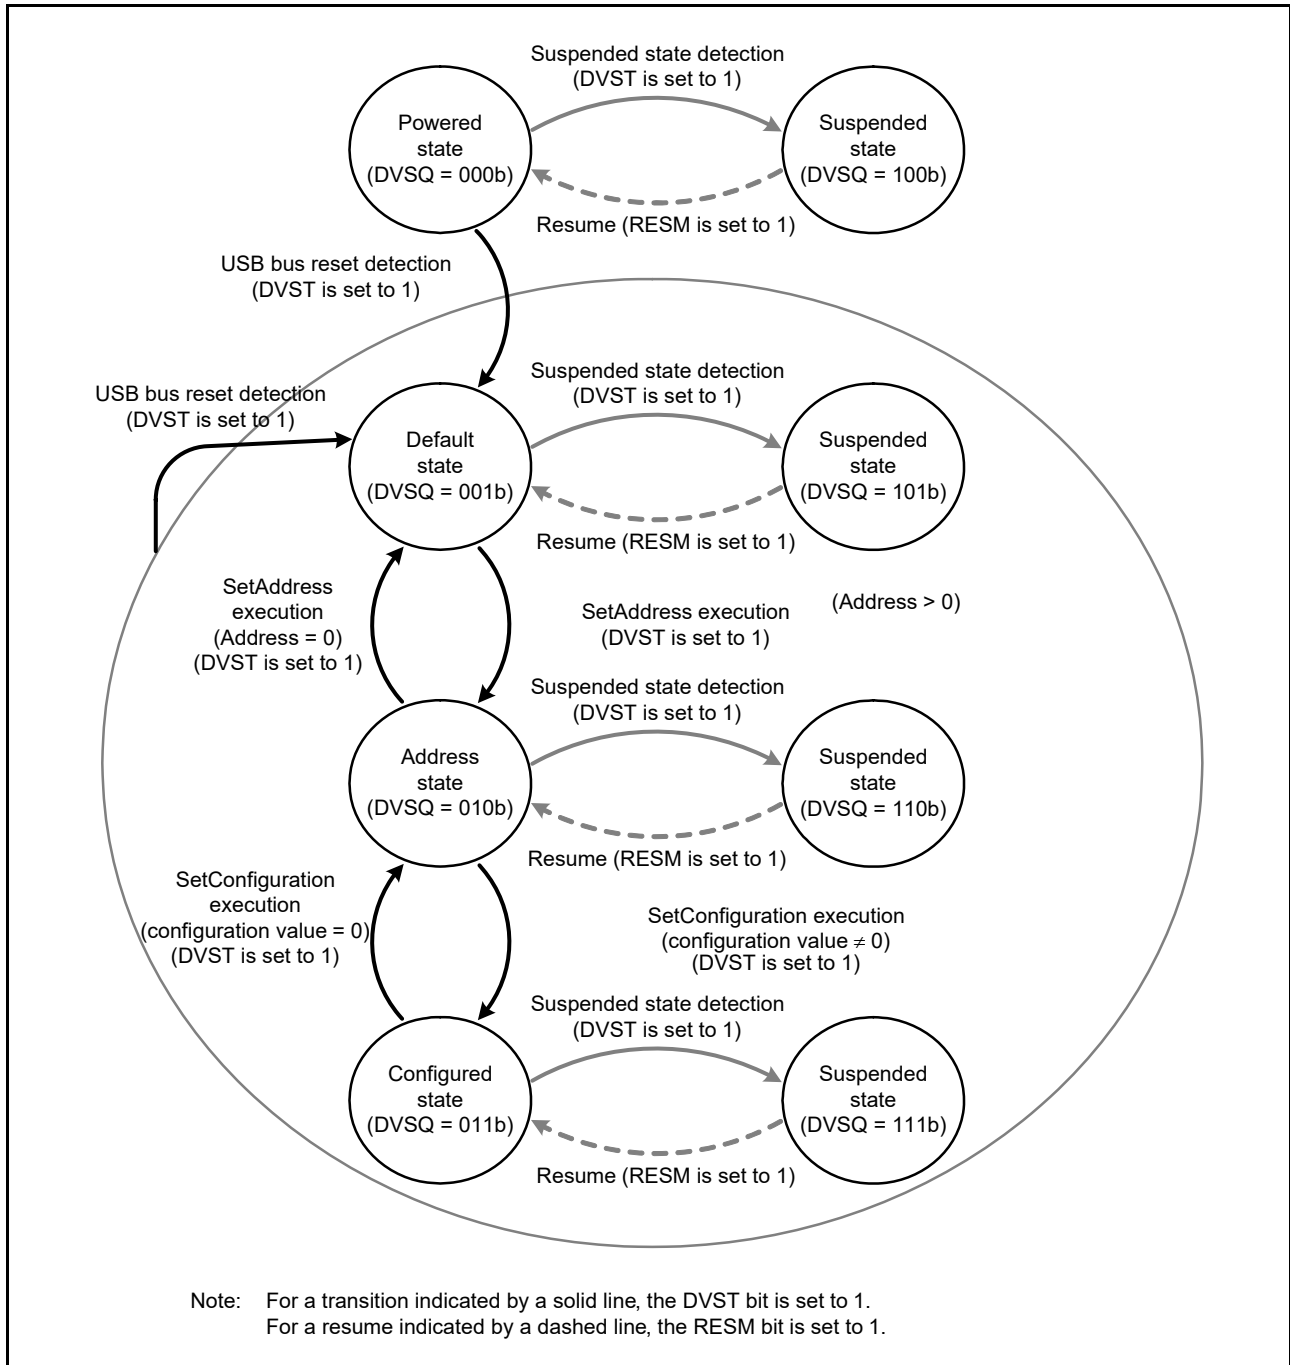 Suspended state detection
(DVST is set to 1)
Powered
state
(DVSQ = 000b)
Suspended
state
(DVSQ = 100b)
Resume (RESM is set to 1)
USB bus reset detection
(DVST is set to 1)
USB bus reset detection
(DVST is set to 1)
Suspended state detection
(DVST is set to 1)
Default
state
(DVSQ = 001b)
Suspended
state
(DVSQ = 101b)
Resume (RESM is set to 1)
SetAddress
execution
(Address = 0)
(DVST is set to 1)
SetAddress execution
(DVST is set to 1)
(Address > 0)
Suspended state detection
(DVST is set to 1)
Address
state
(DVSQ = 010b)
Suspended
state
(DVSQ = 110b)
Resume (RESM is set to 1)
SetConfiguration
execution
(configuration value = 0)
(DVST is set to 1)
SetConfiguration execution
(configuration value ≠ 0)
(DVST is set to 1)
Suspended state detection
(DVST is set to 1)
Configured
state
(DVSQ = 011b)
Suspended
state
(DVSQ = 111b)
Resume (RESM is set to 1)
Note: For a transition indicated by a solid line, the DVST bit is set to 1.
For a resume indicated by a dashed line, the RESM bit is set to 1.